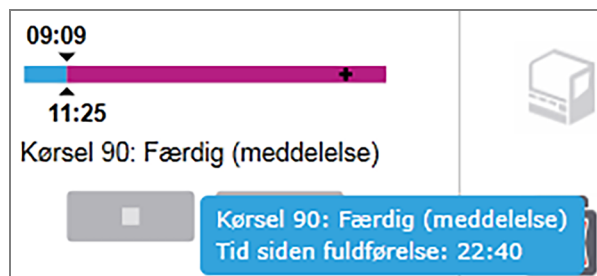 09:09
11:25
Kørsel 90: Færdig (meddelelse)
Kørsel 90: Færdig (meddelelse)
Tid siden fuldførelse: 22:40